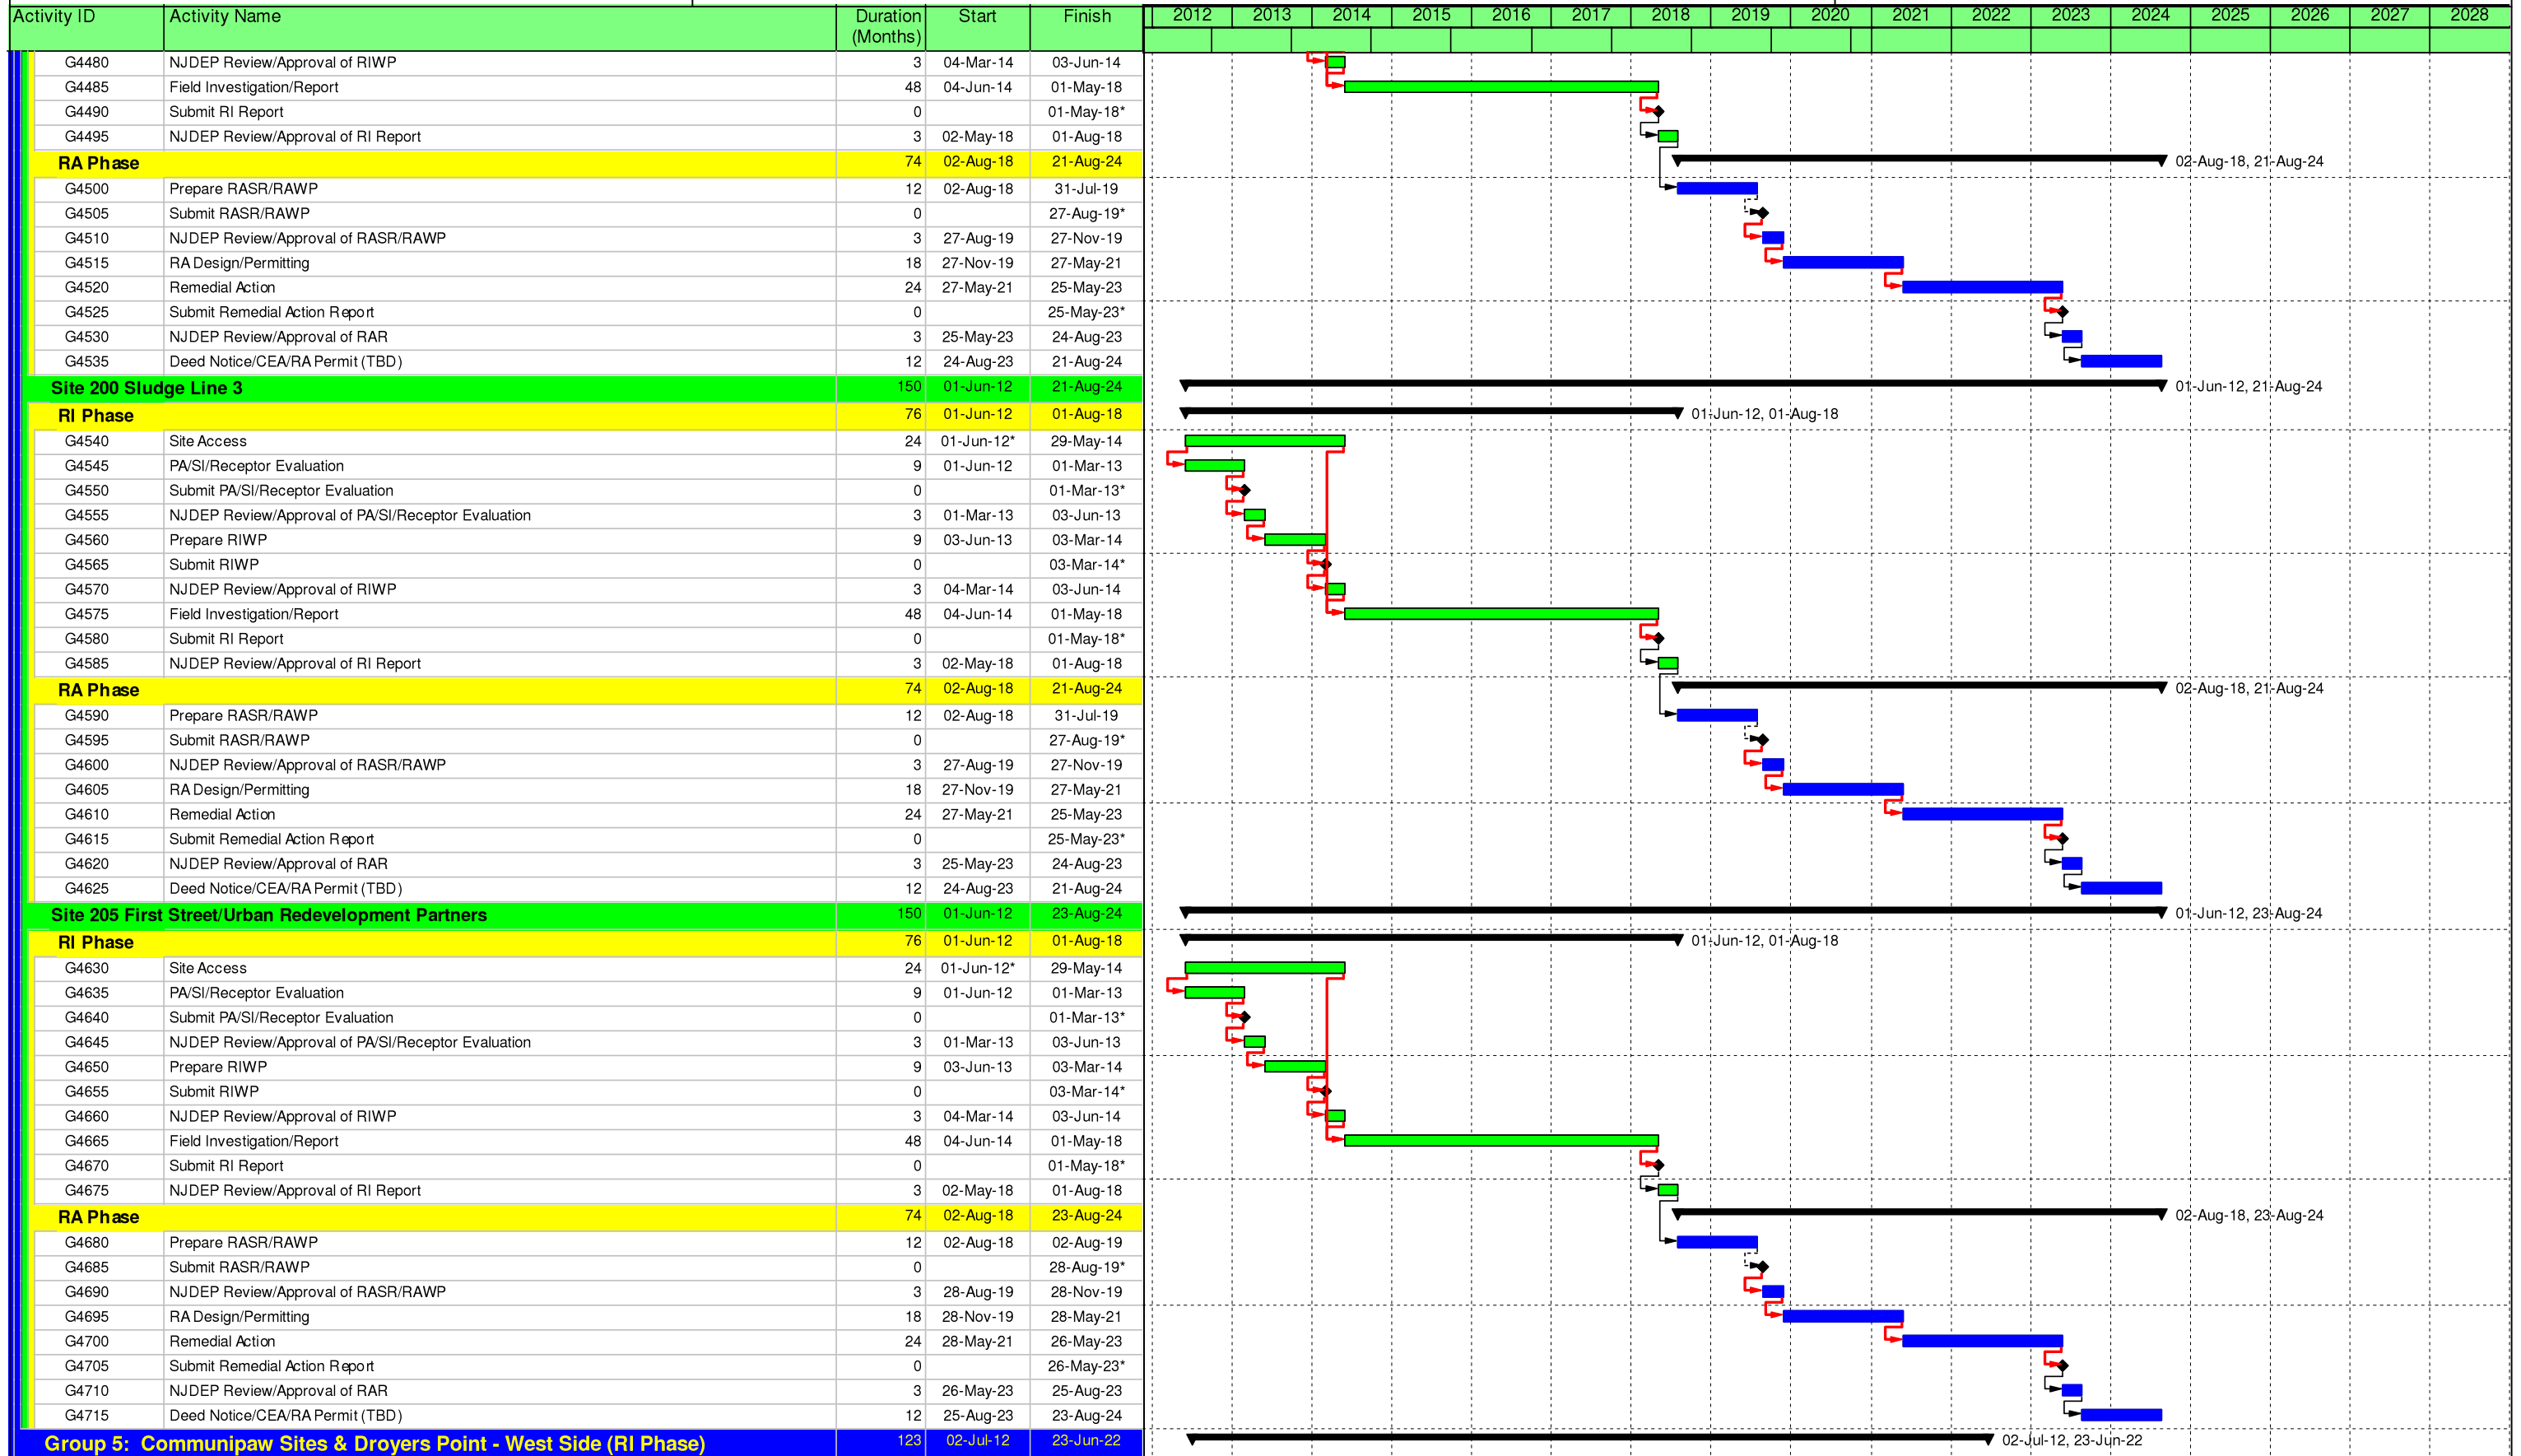 Activity ID Activity Name Duration (Months) Start Finish 2012 2013 2014 2015 2016 2017 2018 2019 2020 2021 2022 2023 2024 2025 2026 2027 2028
G4480 NJDEP Review/Approval of RIWP 3 04-Mar-14 03-Jun-14
G4485 Field Investigation/Report 48 04-Jun-14 01-May-18
G4490 Submit RI Report 0 01-May-18*
G4495 NJDEP Review/Approval of RI Report 3 02-May-18 01-Aug-18
RA Phase 74 02-Aug-18 21-Aug-24 02-Aug-18, 21-Aug-24
G4500 Prepare RASR/RAWP 12 02-Aug-18 31-Jul-19
G4505 Submit RASR/RAWP 0 27-Aug-19*
G4510 NJDEP Review/Approval of RASR/RAWP 3 27-Aug-19 27-Nov-19
G4515 RA Design/Permitting 18 27-Nov-19 27-May-21
G4520 Remedial Action 24 27-May-21 25-May-23
G4525 Submit Remedial Action Report 0 25-May-23*
G4530 NJDEP Review/Approval of RAR 3 25-May-23 24-Aug-23
G4535 Deed Notice/CEA/RA Permit (TBD) 12 24-Aug-23 21-Aug-24
Site 200 Sludge Line 3 150 01-Jun-12 21-Aug-24 01-Jun-12, 21-Aug-24
RI Phase 76 01-Jun-12 01-Aug-18 01-Jun-12, 01-Aug-18
G4540 Site Access 24 01-Jun-12* 29-May-14
G4545 PA/SI/Receptor Evaluation 9 01-Jun-12 01-Mar-13
G4550 Submit PA/SI/Receptor Evaluation 0 01-Mar-13*
G4555 NJDEP Review/Approval of PA/SI/Receptor Evaluation 3 01-Mar-13 03-Jun-13
G4560 Prepare RIWP 9 03-Jun-13 03-Mar-14
G4565 Submit RIWP 0 03-Mar-14*
G4570 NJDEP Review/Approval of RIWP 3 04-Mar-14 03-Jun-14
G4575 Field Investigation/Report 48 04-Jun-14 01-May-18
G4580 Submit RI Report 0 01-May-18*
G4585 NJDEP Review/Approval of RI Report 3 02-May-18 01-Aug-18
RA Phase 74 02-Aug-18 21-Aug-24 02-Aug-18, 21-Aug-24
G4590 Prepare RASR/RAWP 12 02-Aug-18 31-Jul-19
G4595 Submit RASR/RAWP 0 27-Aug-19*
G4600 NJDEP Review/Approval of RASR/RAWP 3 27-Aug-19 27-Nov-19
G4605 RA Design/Permitting 18 27-Nov-19 27-May-21
G4610 Remedial Action 24 27-May-21 25-May-23
G4615 Submit Remedial Action Report 0 25-May-23*
G4620 NJDEP Review/Approval of RAR 3 25-May-23 24-Aug-23
G4625 Deed Notice/CEA/RA Permit (TBD) 12 24-Aug-23 21-Aug-24
Site 205 First Street/Urban Redevelopment Partners 150 01-Jun-12 23-Aug-24 01-Jun-12, 23-Aug-24
RI Phase 76 01-Jun-12 01-Aug-18 01-Jun-12, 01-Aug-18
G4630 Site Access 24 01-Jun-12* 29-May-14
G4635 PA/SI/Receptor Evaluation 9 01-Jun-12 01-Mar-13
G4640 Submit PA/SI/Receptor Evaluation 0 01-Mar-13*
G4645 NJDEP Review/Approval of PA/SI/Receptor Evaluation 3 01-Mar-13 03-Jun-13
G4650 Prepare RIWP 9 03-Jun-13 03-Mar-14
G4655 Submit RIWP 0 03-Mar-14*
G4660 NJDEP Review/Approval of RIWP 3 04-Mar-14 03-Jun-14
G4665 Field Investigation/Report 48 04-Jun-14 01-May-18
G4670 Submit RI Report 0 01-May-18*
G4675 NJDEP Review/Approval of RI Report 3 02-May-18 01-Aug-18
RA Phase 74 02-Aug-18 23-Aug-24 02-Aug-18, 23-Aug-24
G4680 Prepare RASR/RAWP 12 02-Aug-18 02-Aug-19
G4685 Submit RASR/RAWP 0 28-Aug-19*
G4690 NJDEP Review/Approval of RASR/RAWP 3 28-Aug-19 28-Nov-19
G4695 RA Design/Permitting 18 28-Nov-19 28-May-21
G4700 Remedial Action 24 28-May-21 26-May-23
G4705 Submit Remedial Action Report 0 26-May-23*
G4710 NJDEP Review/Approval of RAR 3 26-May-23 25-Aug-23
G4715 Deed Notice/CEA/RA Permit (TBD) 12 25-Aug-23 23-Aug-24
Group 5: Communipaw Sites & Droyers Point - West Side (RI Phase) 123 02-Jul-12 23-Jun-22 02-Jul-12, 23-Jun-22